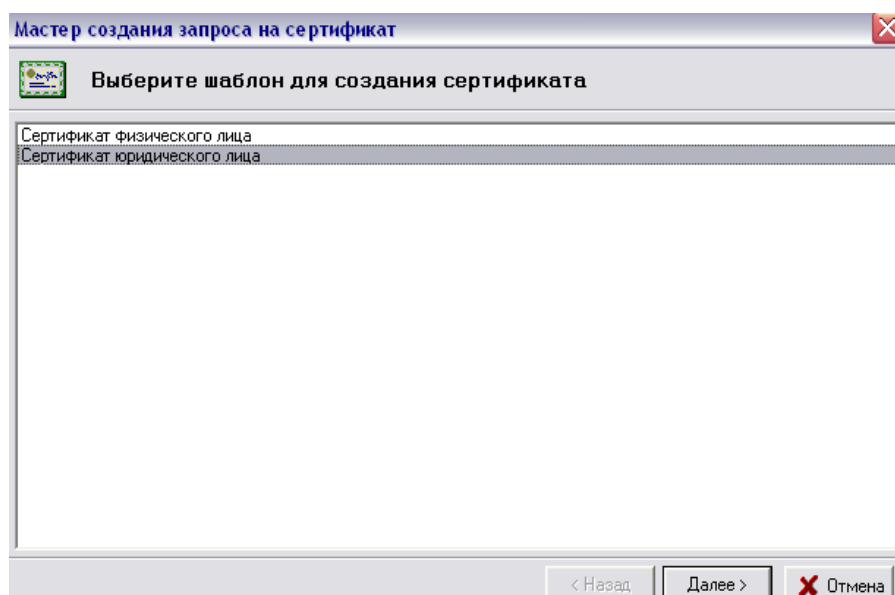 Мастер создания запроса на сертификат
Выберите шаблон для создания сертификата
Сертификат физического лица
Сертификат юридического лица
< Назад Далее > Отмена